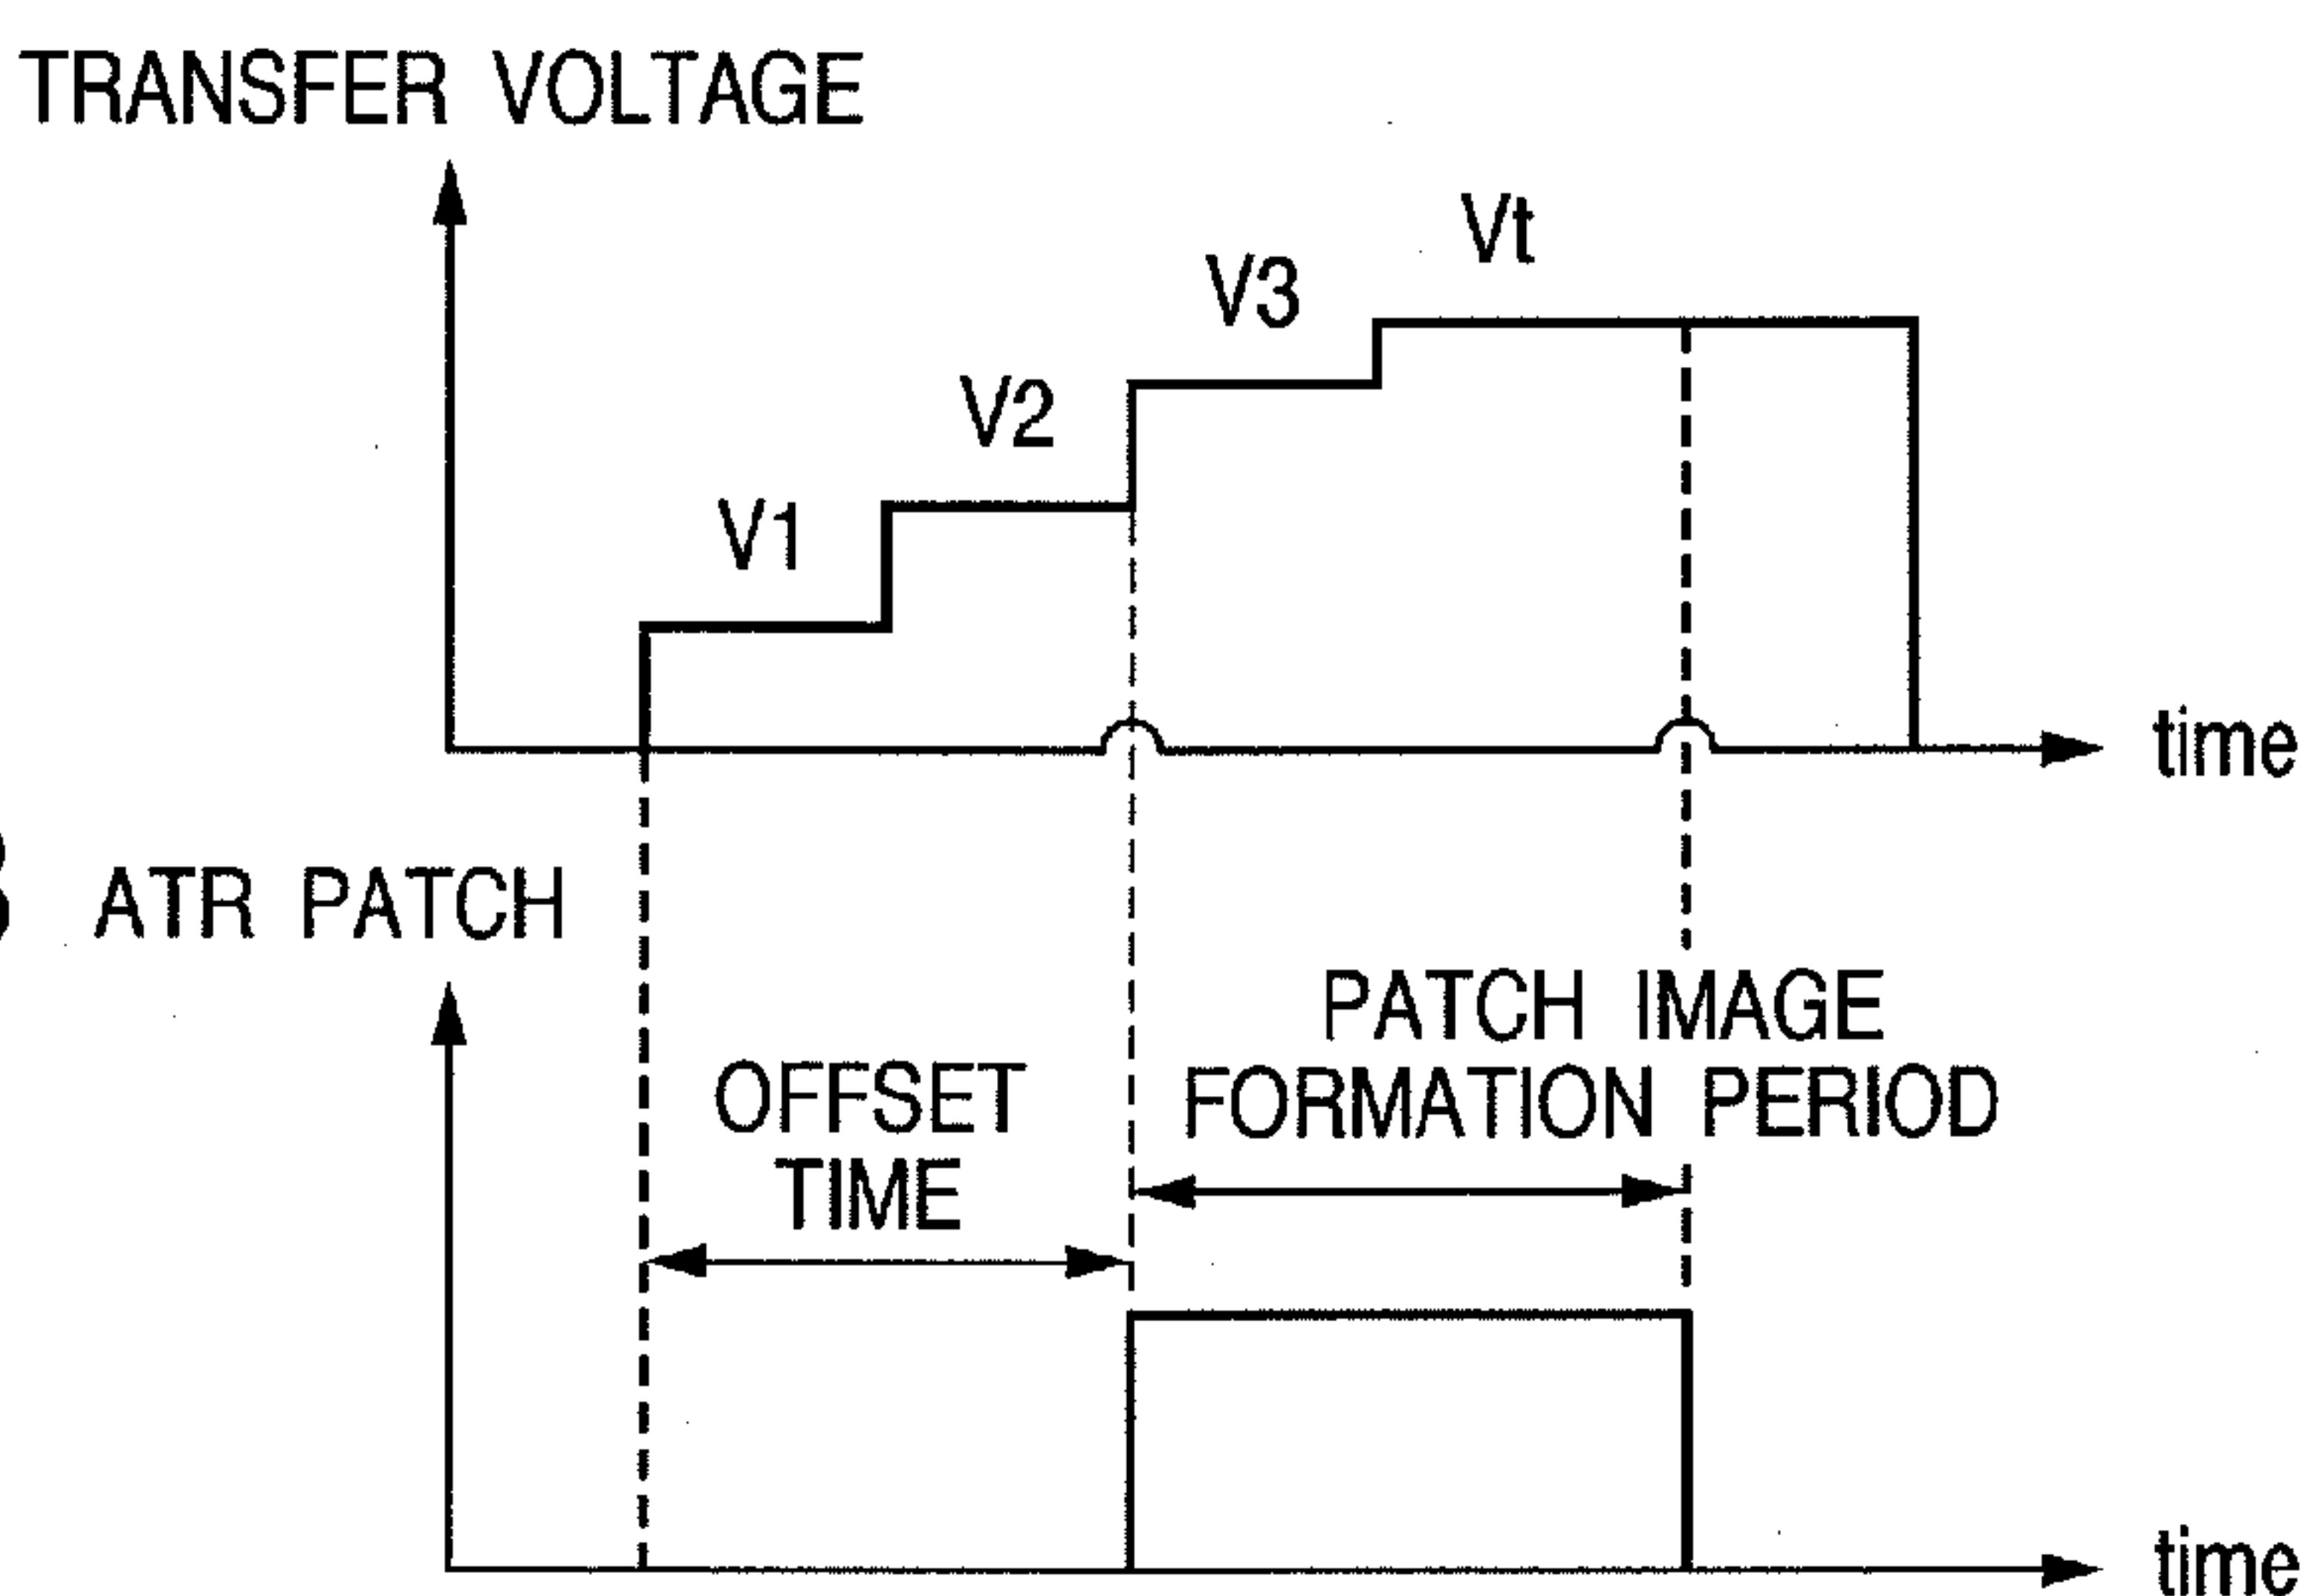 TRANSFER VOLTAGE
Vt
V3
V2
V1
time
ATR PATCH
PATCH IMAGE
FORMATION PERIOD
OFFSET
TIME
time